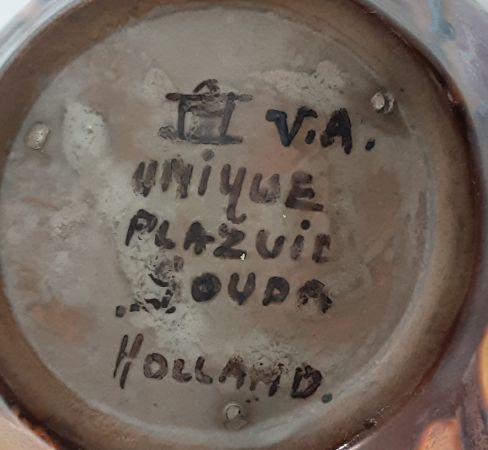 V.A.
UNIQUE
PLAZUID
GOUDA
HOLLAND.